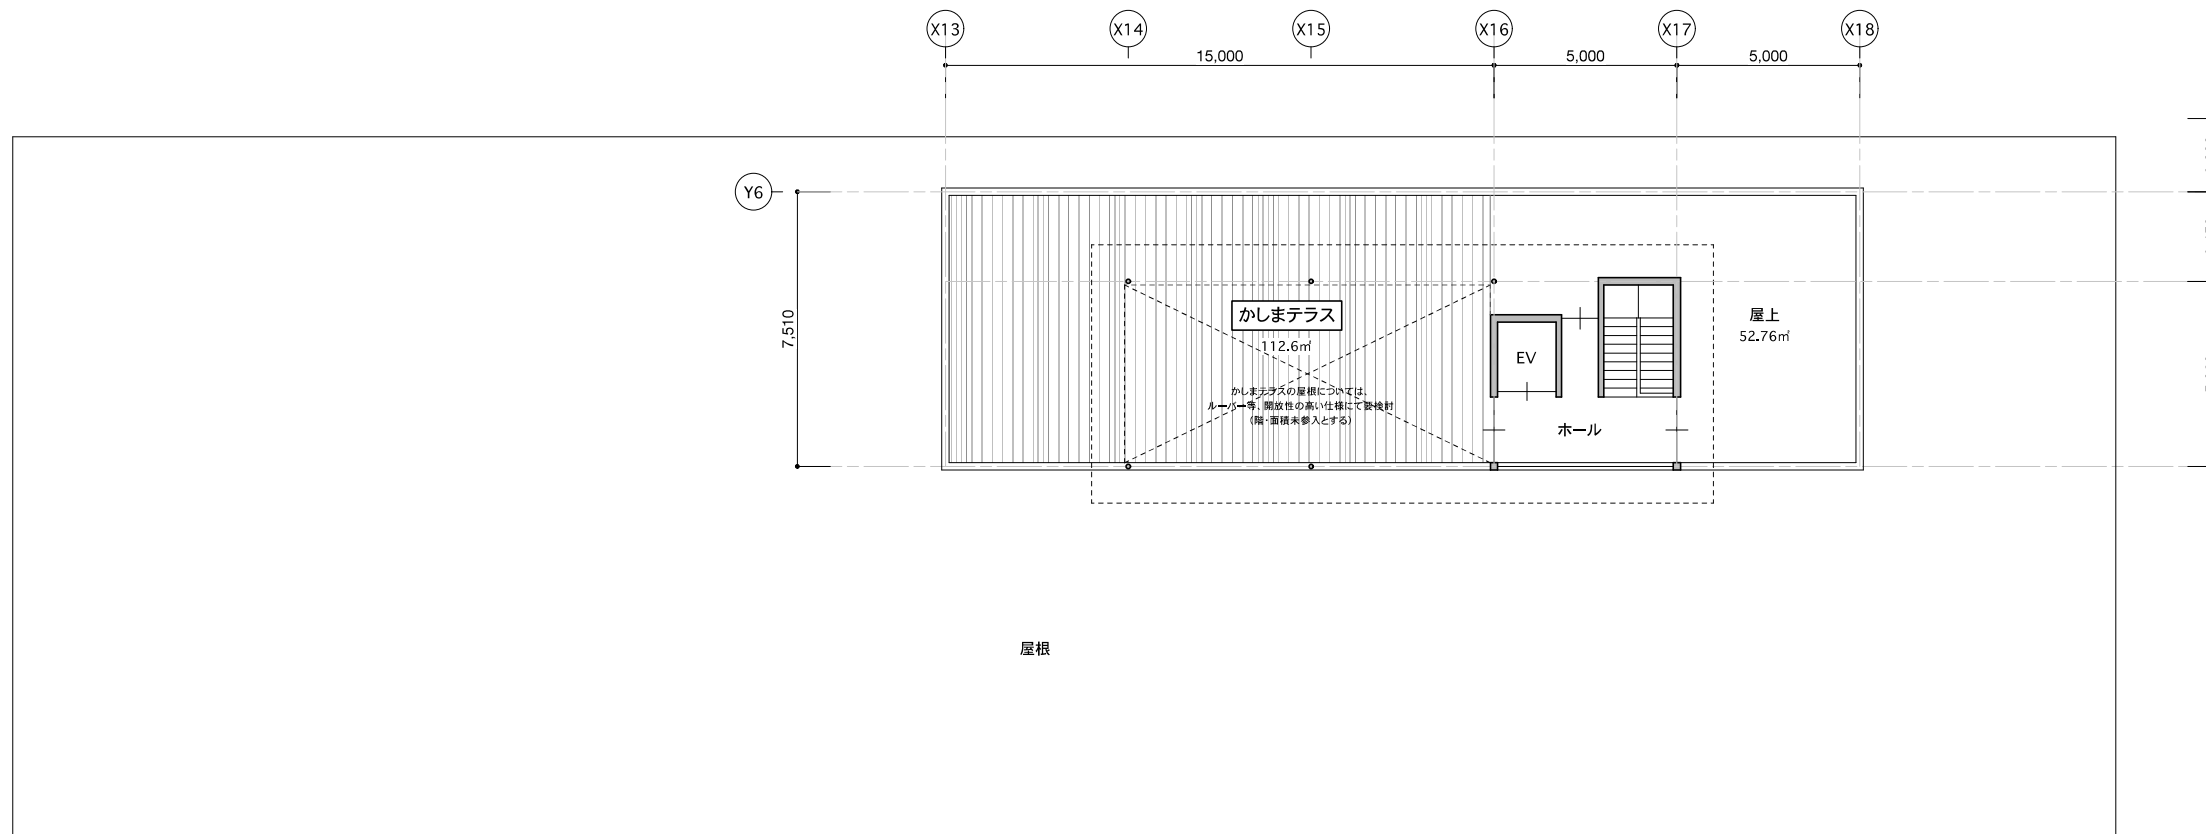 X13
X14
X15
X16
X17
X18
15,000
5,000
5,000
Y6
7,510
かしまテラス
112.6㎡
かしまテラスの屋根については、
ルーバー等、開放性の高い仕様にて要検討
（階・面積未参入とする）
EV
ホール
屋上
52.76㎡
屋根